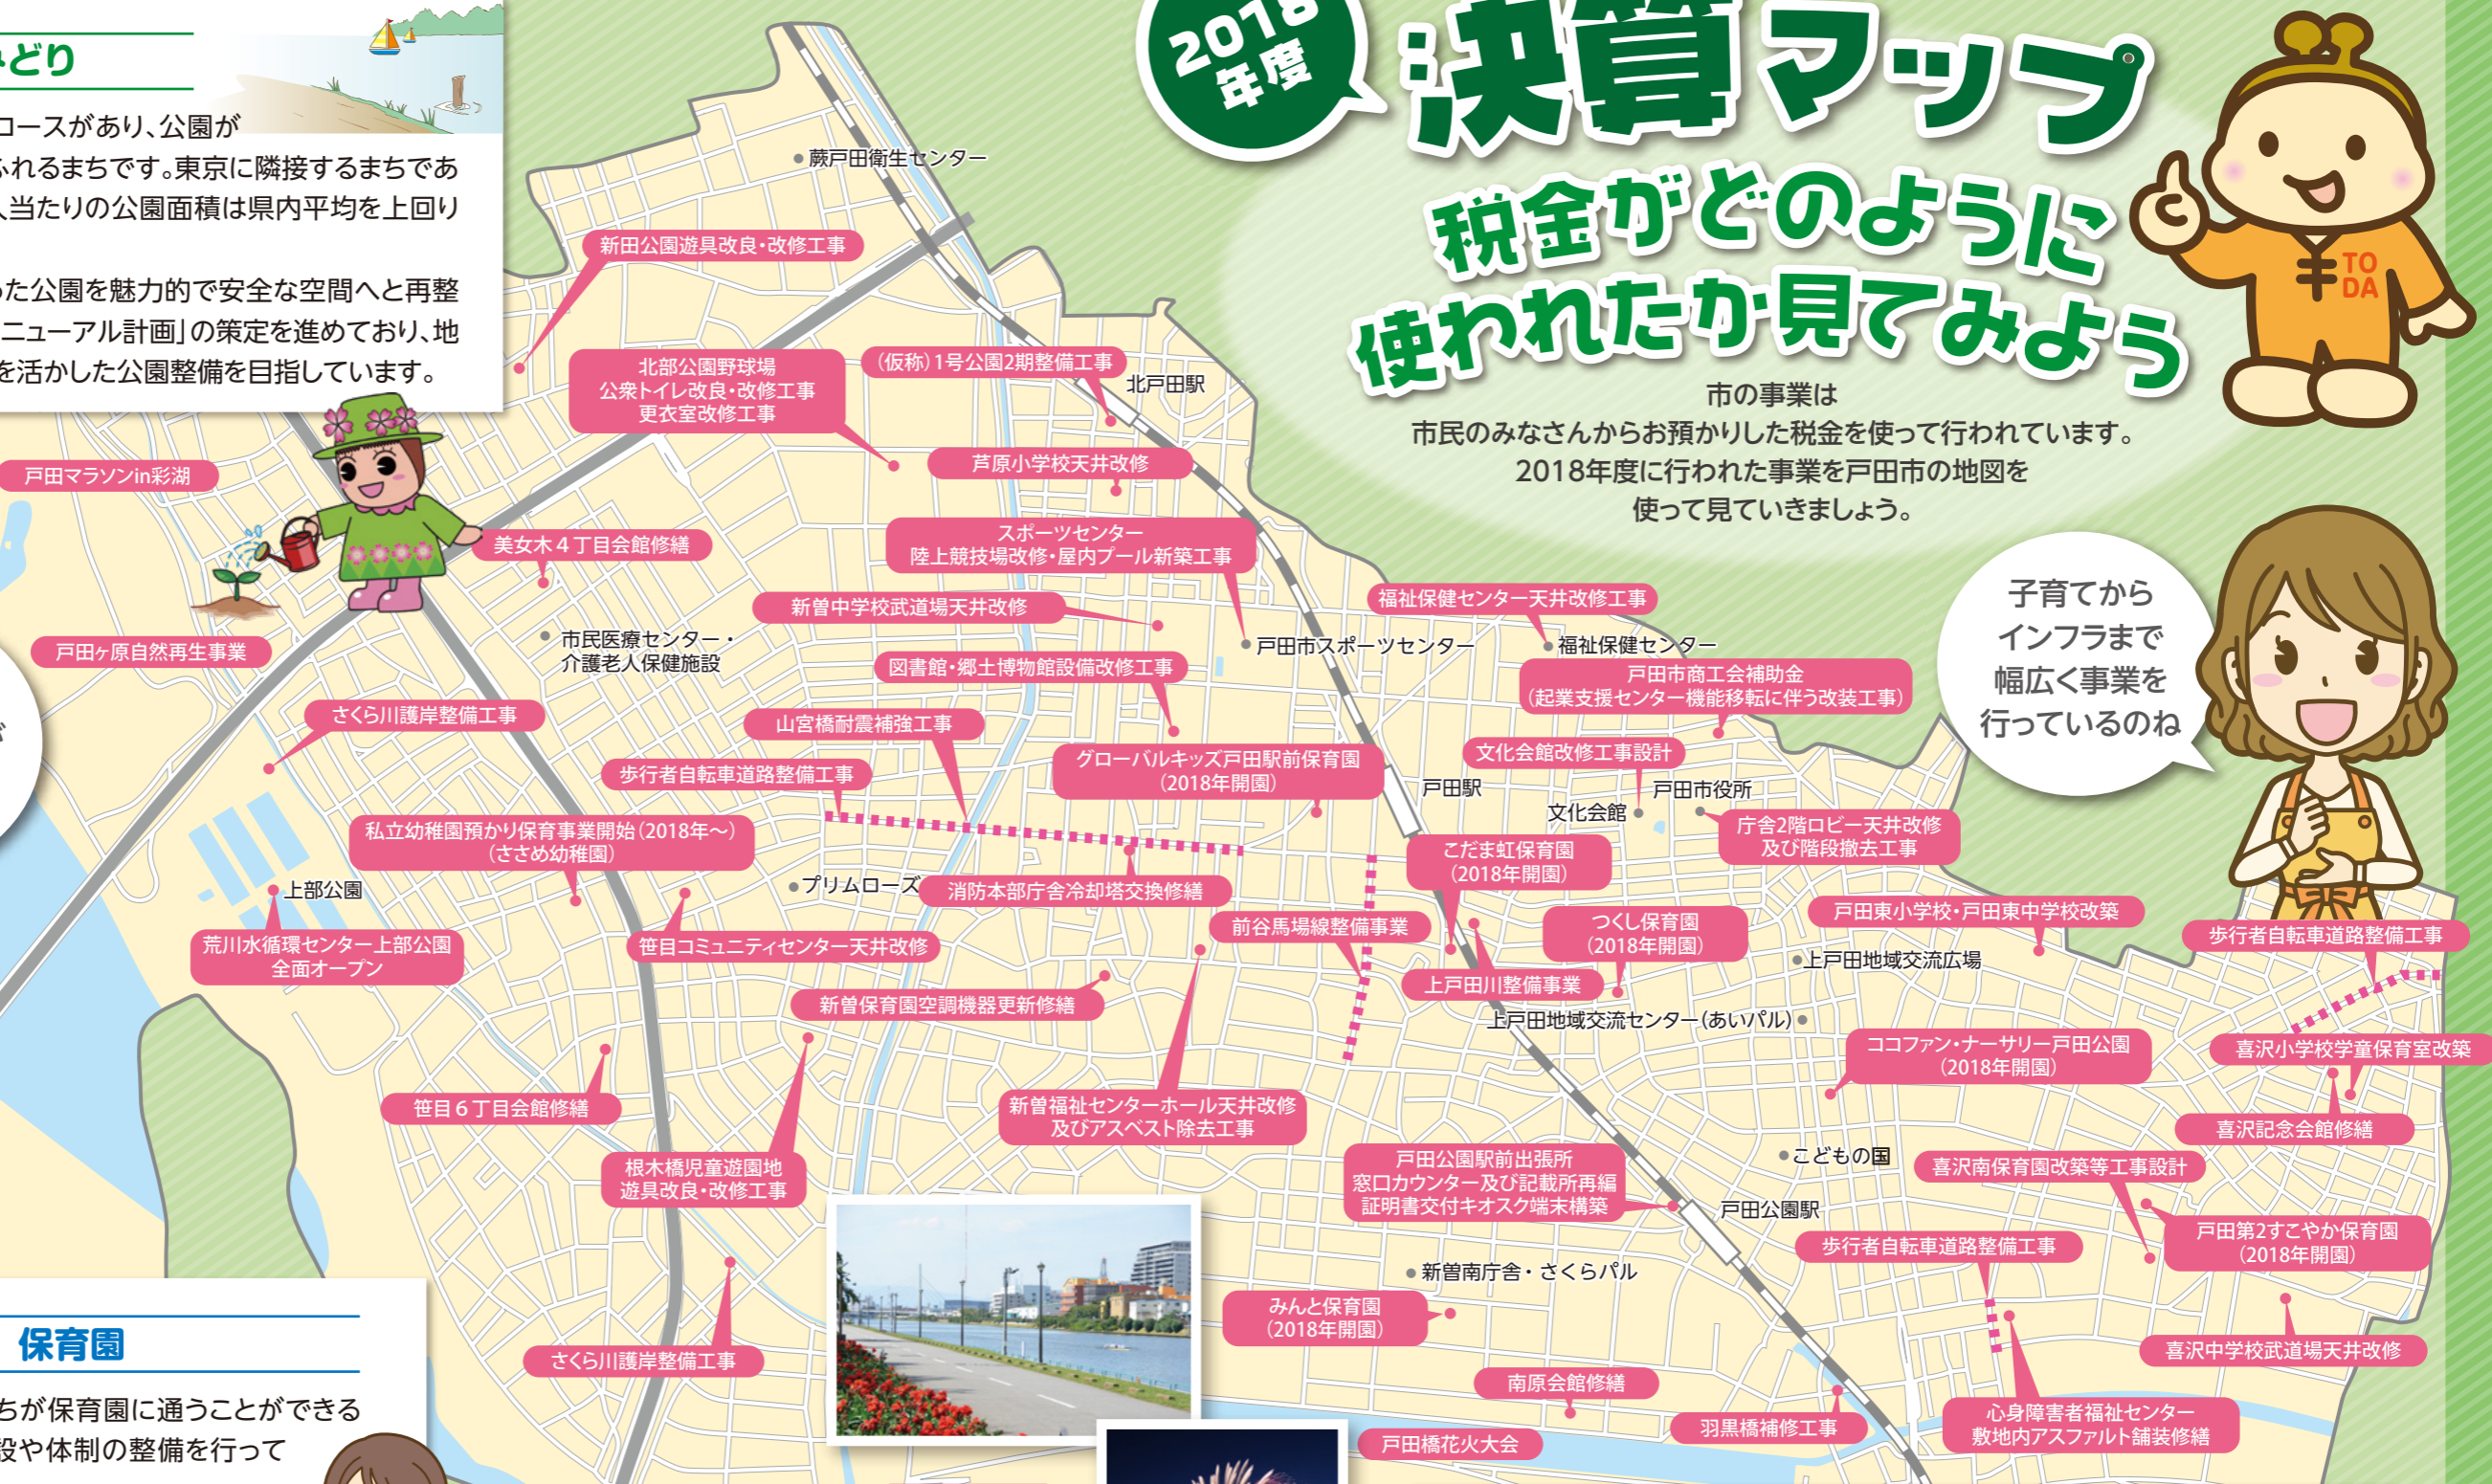 2018
年度
決算マップ
税金がどのように
使われたか見てみよう
市の事業は
市民のみなさんからお預かりした税金を使って行われています。
2018年度に行われた事業を戸田市の地図を
使って見ていきましょう。
TO
DA
子育てから
インフラまで
幅広く事業を
行っているのね
みどり
コースがあり、公園が
ふれるまちです。東京に隣接するまちであ
人当たりの公園面積は県内平均を上回り
った公園を魅力的で安全な空間へと再整
ニューアル計画」の策定を進めており、地
を活かした公園整備を目指しています。
蕨戸田衛生センター
新田公園遊具改良・改修工事
北部公園野球場
公衆トイレ改良・改修工事
更衣室改修工事
(仮称)1号公園2期整備工事
北戸田駅
戸田マラソンin彩湖
芦原小学校天井改修
美女木4丁目会館修繕
スポーツセンター
陸上競技場改修・屋内プール新築工事
新曽中学校武道場天井改修
福祉保健センター天井改修工事
市民医療センター・
介護老人保健施設
戸田市スポーツセンター
福祉保健センター
戸田ヶ原自然再生事業
図書館・郷土博物館設備改修工事
戸田市商工会補助金
(起業支援センター機能移転に伴う改装工事)
さくら川護岸整備工事
山宮橋耐震補強工事
が
グローバルキッズ戸田駅前保育園
(2018年開園)
文化会館改修工事設計
歩行者自転車道路整備工事
戸田駅
戸田市役所
文化会館
私立幼稚園預かり保育事業開始(2018年~)
(ささめ幼稚園)
庁舎2階ロビー天井改修
及び階段撤去工事
こだま虹保育園
(2018年開園)
上部公園
プリムローズ
消防本部庁舎冷却塔交換修繕
荒川水循環センター上部公園
全面オープン
笹目コミュニティセンター天井改修
前谷馬場線整備事業
つくし保育園
(2018年開園)
戸田東小学校・戸田東中学校改築
歩行者自転車道路整備工事
上戸田地域交流広場
上戸田川整備事業
新曽保育園空調機器更新修繕
上戸田地域交流センター(あいパル)
ココファン・ナーサリー戸田公園
(2018年開園)
喜沢小学校学童保育室改築
笹目6丁目会館修繕
新曽福祉センターホール天井改修
及びアスベスト除去工事
喜沢記念会館修繕
根木橋児童遊園地
遊具改良・改修工事
戸田公園駅前出張所
窓口カウンター及び記載所再編
証明書交付キオスク端末構築
こどもの国
喜沢南保育園改築等工事設計
戸田公園駅
戸田第2すこやか保育園
(2018年開園)
歩行者自転車道路整備工事
新曽南庁舎・さくらパル
みんと保育園
(2018年開園)
さくら川護岸整備工事
喜沢中学校武道場天井改修
南原会館修繕
羽黒橋補修工事
心身障害者福祉センター
敷地内アスファルト舗装修繕
戸田橋花火大会
保育園
ちが保育園に通うことができる
設や体制の整備を行って